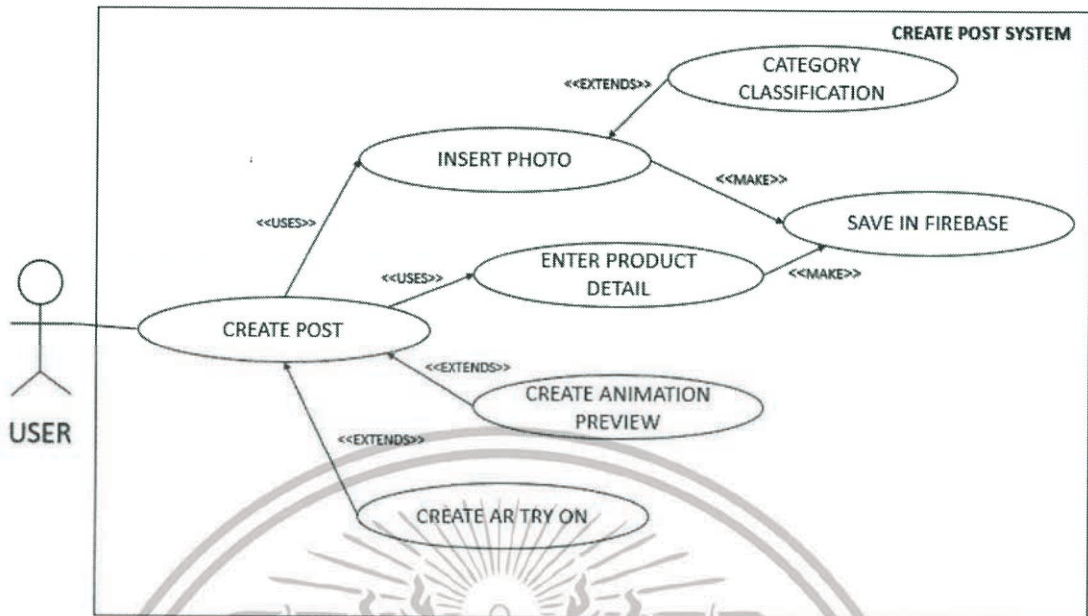 CREATE POST SYSTEM
CATEGORY
CLASSIFICATION
<<EXTENDS>>
INSERT PHOTO
<<MAKE>>
<<USES>>
SAVE IN FIREBASE
ENTER PRODUCT
DETAIL
<<USES>>
<<MAKE>>
CREATE POST
<<EXTENDS>>
CREATE ANIMATION
PREVIEW
USER
<<EXTENDS>>
CREATE AR TRY ON